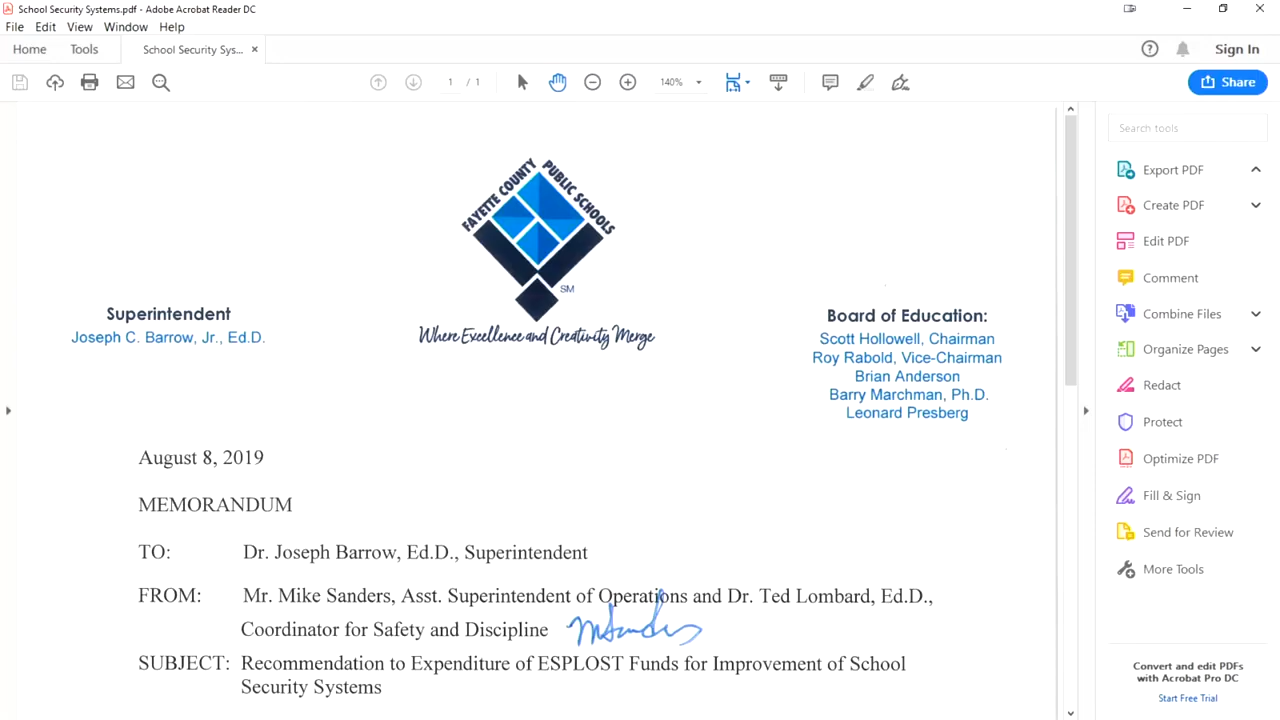 School Security Systems.pdf - Adobe Acrobat Reader DC
File Edit View Window Help
Home Tools School Security Sys... × Sign In
1 / 1 140% Share
Search tools
Export PDF
Create PDF
Edit PDF
Comment
Combine Files
Organize Pages
Redact
Protect
Optimize PDF
Fill & Sign
Send for Review
More Tools
Convert and edit PDFs
with Acrobat Pro DC
Start Free Trial
FAYETTE COUNTY PUBLIC SCHOOLS
SM
Where Excellence and Creativity Merge
Superintendent
Joseph C. Barrow, Jr., Ed.D.
Board of Education:
Scott Hollowell, Chairman
Roy Rabold, Vice-Chairman
Brian Anderson
Barry Marchman, Ph.D.
Leonard Presberg
August 8, 2019
MEMORANDUM
TO: Dr. Joseph Barrow, Ed.D., Superintendent
FROM: Mr. Mike Sanders, Asst. Superintendent of Operations and Dr. Ted Lombard, Ed.D.,
Coordinator for Safety and Discipline MSanders
SUBJECT: Recommendation to Expenditure of ESPLOST Funds for Improvement of School
Security Systems